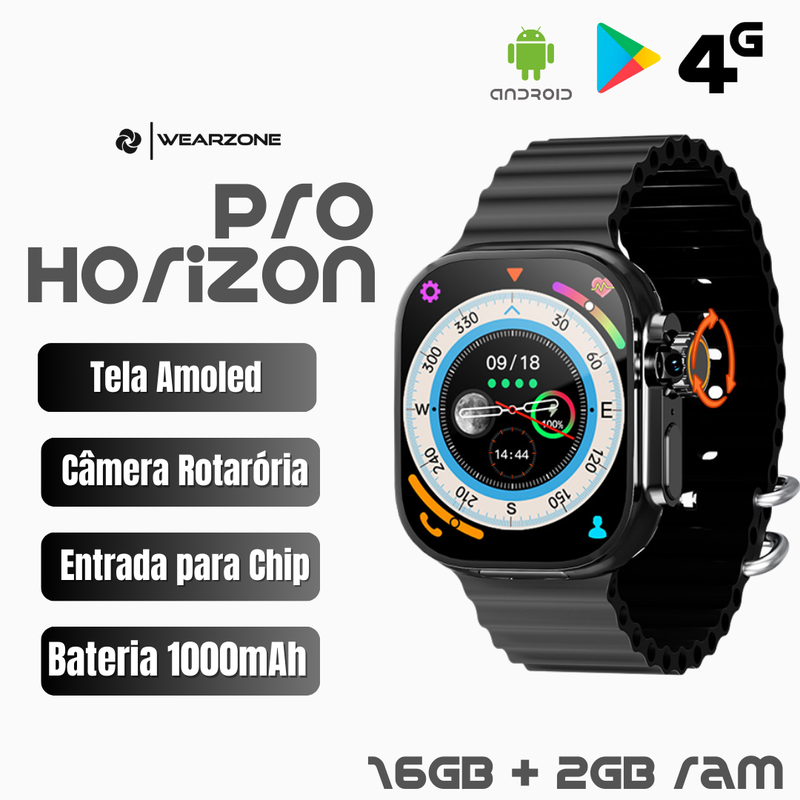 ANDROID
4G
WEARZONE
Pro
Horizon
Tela Amoled
Câmera Rotarória
Entrada para Chip
Bateria 1000mAh
330
30
300
60
09/18
W
E
100%
240
14:44
120
210
150
S
16GB + 2GB ram